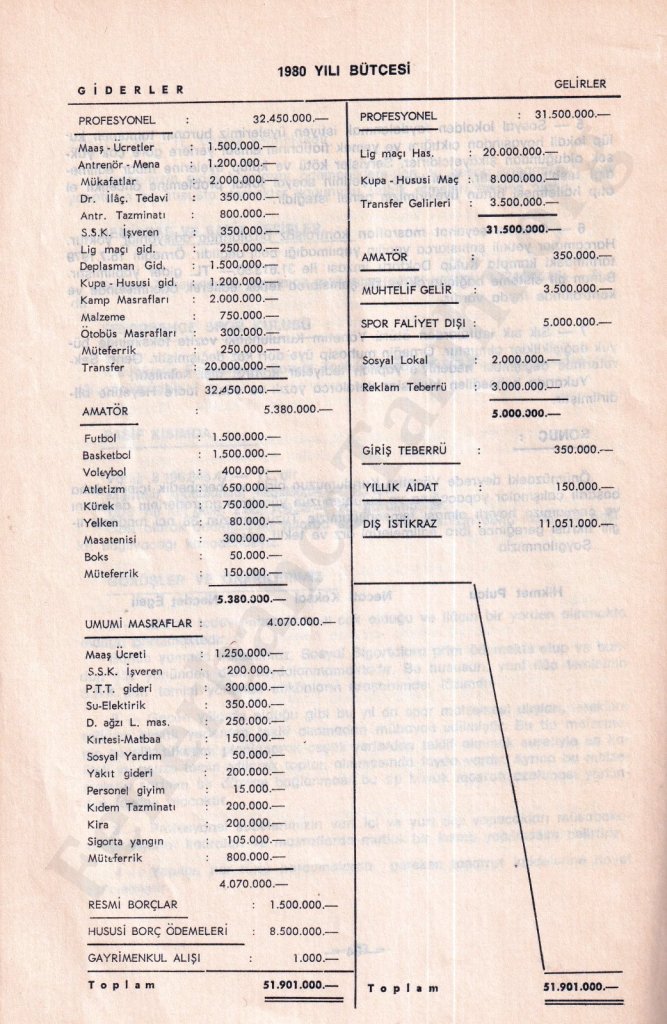 1980 YILI BÜTCESİ
GİDERLER
PROFESYONEL : 32.450.000.—
Maaş - Ücretler : 1.500.000.—
Antrenör - Mena : 1.200.000.—
Mükafatlar : 2.000.000.—
Dr. İlâç. Tedavi : 350.000.—
Antr. Tazminatı : 800.000.—
S.S.K. İşveren : 350.000.—
Lig maçı gid. : 250.000.—
Deplasman Gid. : 1.500.000.—
Kupa - Hususi gid. : 1.200.000.—
Kamp Masrafları : 2.000.000.—
Malzeme : 750.000.—
Otobüs Masrafları : 300.000.—
Müteferrik : 250.000.—
Transfer : 20.000.000.—
32.450.000.—
AMATÖR : 5.380.000.—
Futbol : 1.500.000.—
Basketbol : 1.500.000.—
Voleybol : 400.000.—
Atletizm : 650.000.—
Kürek : 750.000.—
Yelken : 80.000.—
Masatenisi : 300.000.—
Boks : 50.000.—
Müteferrik : 150.000.—
5.380.000.—
UMUMİ MASRAFLAR : 4.070.000.—
Maaş Ücreti : 1.250.000.—
S.S.K. İşveren : 200.000.—
P.T.T. gideri : 300.000.—
Su-Elektirik : 350.000.—
D. ağzı L. mas. : 250.000.—
Kırtesi-Matbaa : 150.000.—
Sosyal Yardım : 50.000.—
Yakıt gideri : 200.000.—
Personel giyim : 15.000.—
Kıdem Tazminatı : 200.000.—
Kira : 200.000.—
Sigorta yangın : 105.000.—
Müteferrik : 800.000.—
4.070.000.—
RESMİ BORÇLAR : 1.500.000.—
HUSUSİ BORÇ ÖDEMELERİ : 8.500.000.—
GAYRİMENKUL ALIŞI : 1.000.—
Toplam 51.901.000.—
GELİRLER
PROFESYONEL : 31.500.000.—
Lig maçı Has. : 20.000.000.—
Kupa - Hususi Maç : 8.000.000.—
Transfer Gelirleri : 3.500.000.—
31.500.000.—
AMATÖR : 350.000.—
MUHTELİF GELİR : 3.500.000.—
SPOR FALİYET DIŞI : 5.000.000.—
Sosyal Lokal : 2.000.000.—
Reklam Teberrü : 3.000.000.—
5.000.000.—
GİRİŞ TEBERRÜ : 350.000.—
YILLIK AİDAT : 150.000.—
DIŞ İSTİKRAZ : 11.051.000.—
Toplam 51.901.000.—